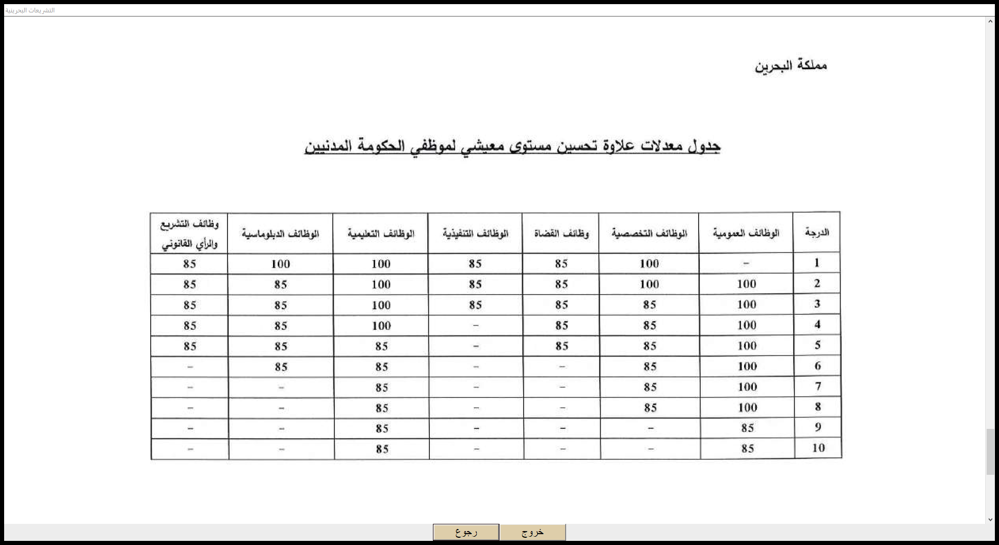 التشريعات البحرينية
مملكة البحرين
جدول معدلات علاوة تحسين مستوى معيشي لموظفي الحكومة المدنيين
الدرجة | الوظائف العمومية | الوظائف التخصصية | وظائف القضاة | الوظائف التنفيذية | الوظائف التعليمية | الوظائف الدبلوماسية | وظائف التشريع والرأي القانوني
1 | – | 100 | 85 | 85 | 100 | 100 | 85
2 | 100 | 100 | 85 | 85 | 100 | 85 | 85
3 | 100 | 85 | 85 | 85 | 100 | 85 | 85
4 | 100 | 85 | 85 | – | 100 | 85 | 85
5 | 100 | 85 | 85 | – | 85 | 85 | 85
6 | 100 | 85 | – | – | 85 | 85 | –
7 | 100 | 85 | – | – | 85 | – | –
8 | 100 | 85 | – | – | 85 | – | –
9 | 85 | – | – | – | 85 | – | –
10 | 85 | – | – | – | 85 | – | –
خروج
رجوع